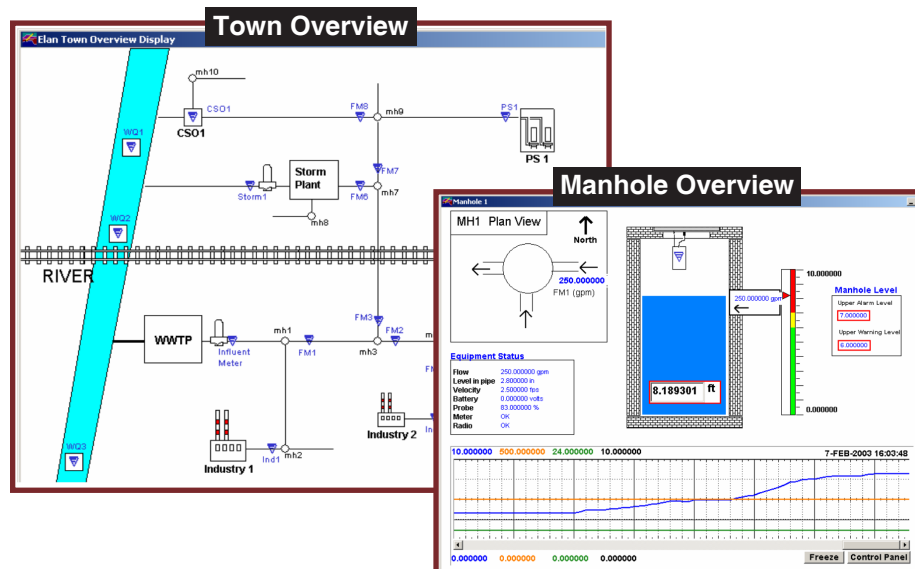 Town Overview
Elan Town Overview Display
mh10
CSO1
CSO1
FM8
mh9
PS1
PS 1
WQ1
Storm
Plant
FM7
Storm1
FM6
mh7
mh8
WQ2
RIVER
WWTP
Influent
Meter
mh1
FM1
FM3
FM2
mh3
Industry 1
Ind1
mh2
Industry 2
WQ3
Manhole Overview
Manhole 1
MH1 Plan View
North
250.000000
FM1 (gpm)
250.000000 gpm
10.000000
0.000000
Manhole Level
Upper Alarm Level
7.000000
Upper Warning Level
6.000000
8.189301 ft
Equipment Status
Flow 250.000000 gpm
Level in pipe 2.800000 in
Velocity 2.500000 fps
Battery 0.000000 volts
Probe 83.000000 %
Meter OK
Radio OK
10.000000 500.000000 24.000000 10.000000 7-FEB-2003 16:03:48
0.000000 0.000000 0.000000 0.000000
Freeze Control Panel